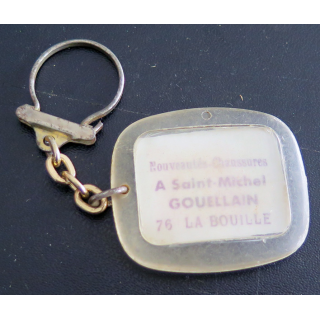 Nouveautés-Chaussures
A Saint-Michel
GOUELLAIN
76 LA BOUILLE